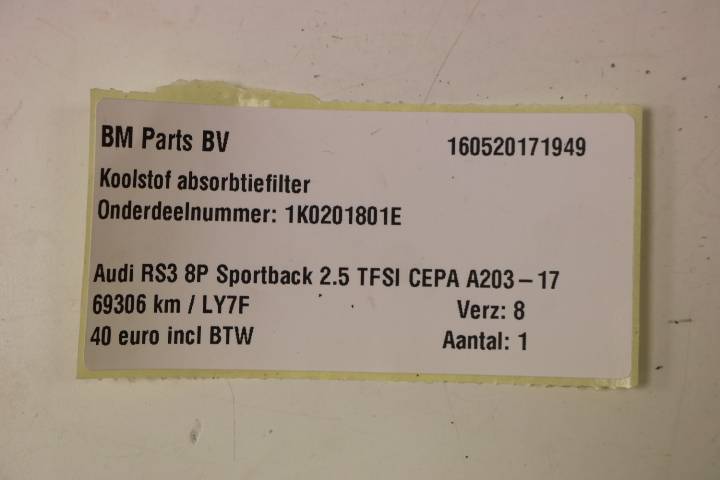 BM Parts BV 160520171949
Koolstof absorbtiefilter
Onderdeelnummer: 1K0201801E
Audi RS3 8P Sportback 2.5 TFSI CEPA A203-17
69306 km / LY7F Verz: 8
40 euro incl BTW Aantal: 1